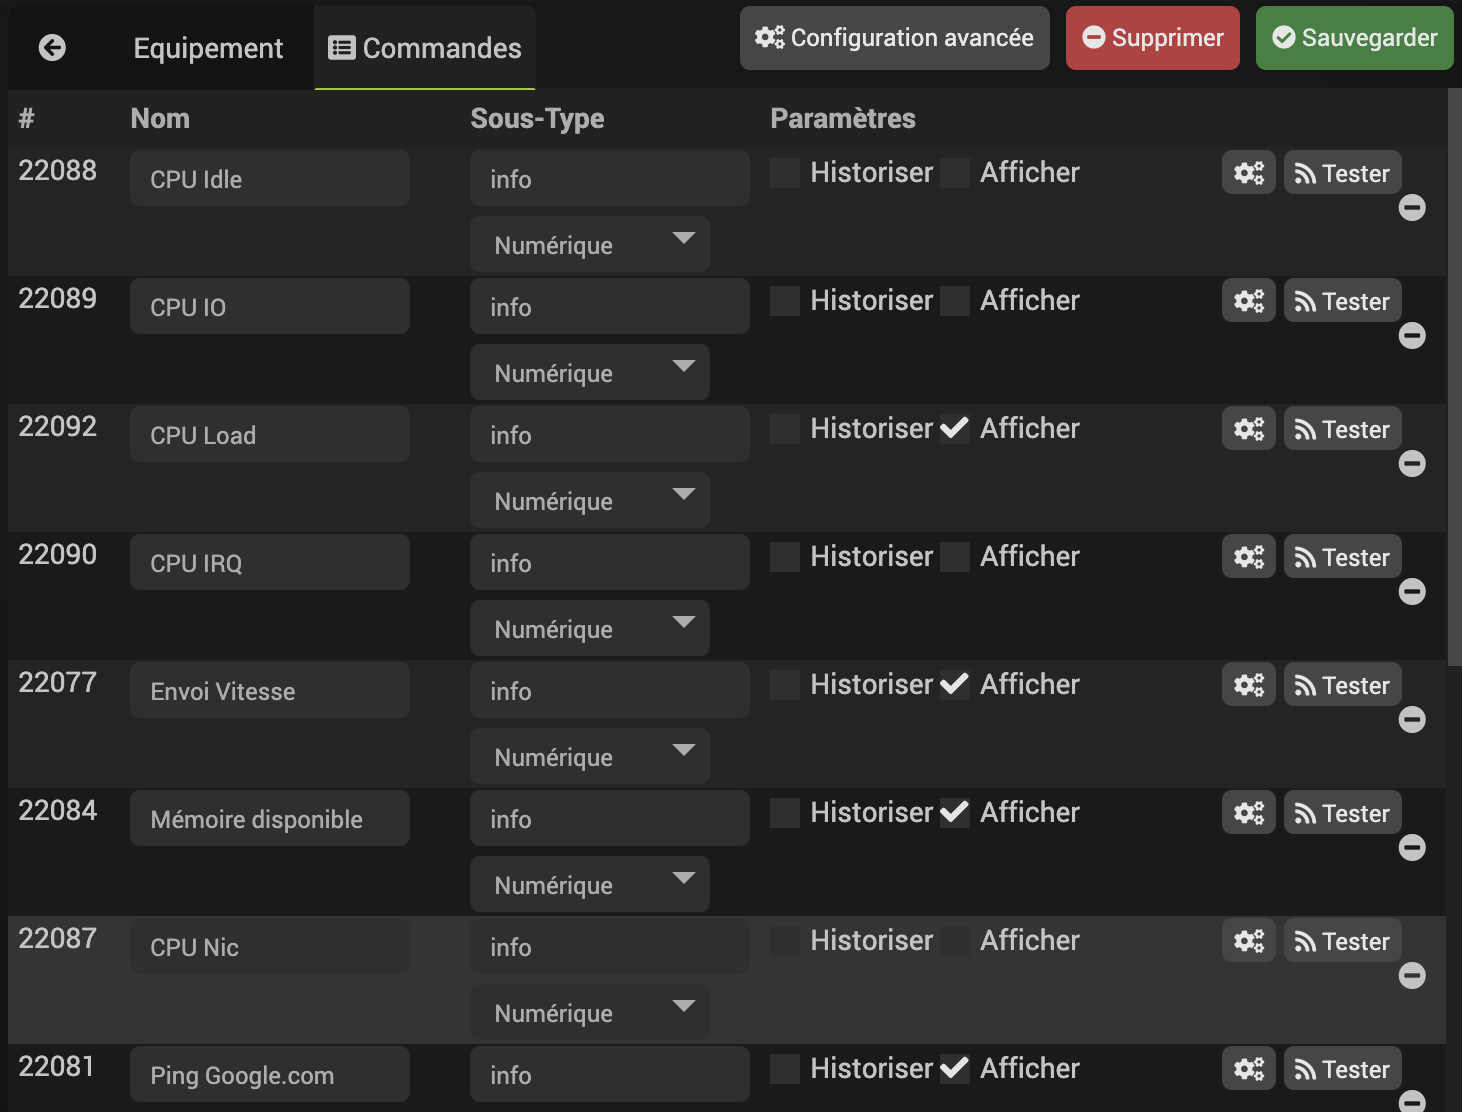 Equipement Commandes Configuration avancée Supprimer Sauvegarder
# Nom Sous-Type Paramètres
22088 CPU Idle info Historiser Afficher Tester
Numérique
22089 CPU IO info Historiser Afficher Tester
Numérique
22092 CPU Load info Historiser Afficher Tester
Numérique
22090 CPU IRQ info Historiser Afficher Tester
Numérique
22077 Envoi Vitesse info Historiser Afficher Tester
Numérique
22084 Mémoire disponible info Historiser Afficher Tester
Numérique
22087 CPU Nic info Historiser Afficher Tester
Numérique
22081 Ping Google.com info Historiser Afficher Tester